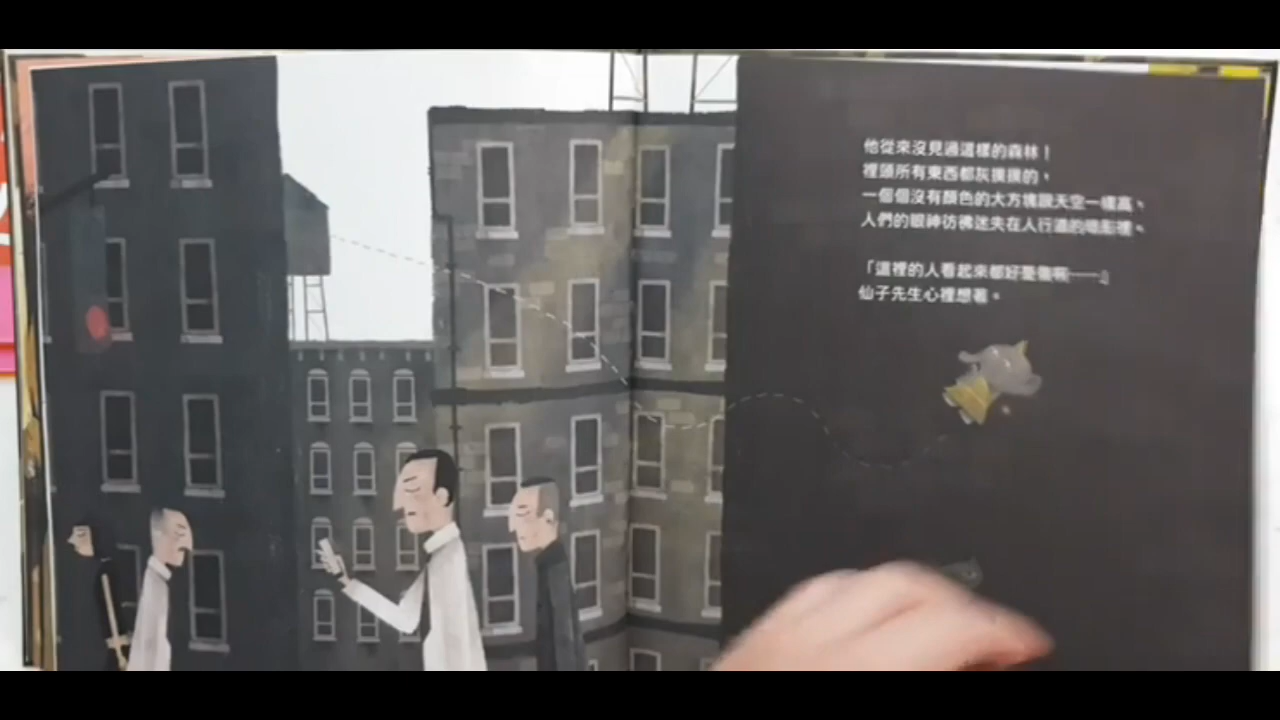 他從來沒見過這樣的森林！
裡頭所有東西都灰撲撲的，
一個個沒有顏色的大方塊跟天空一樣高，
人們的眼神彷彿迷失在人行道的暗影裡。
「這裡的人看起來都好憂傷啊……」
仙子先生心裡想著。